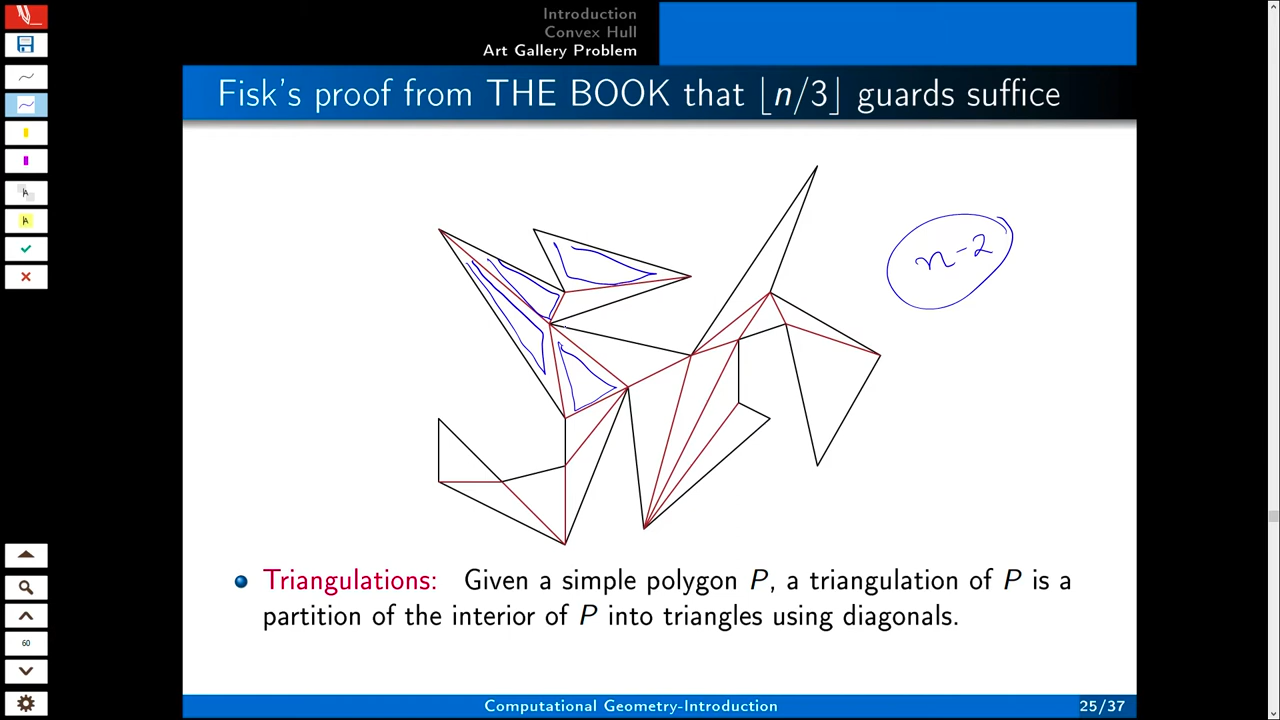 Introduction
Convex Hull
Art Gallery Problem
Fisk's proof from THE BOOK that ⌊n/3⌋ guards suffice
n-2
Triangulations: Given a simple polygon P, a triangulation of P is a
partition of the interior of P into triangles using diagonals.
60
Computational Geometry-Introduction
25/37
A
A